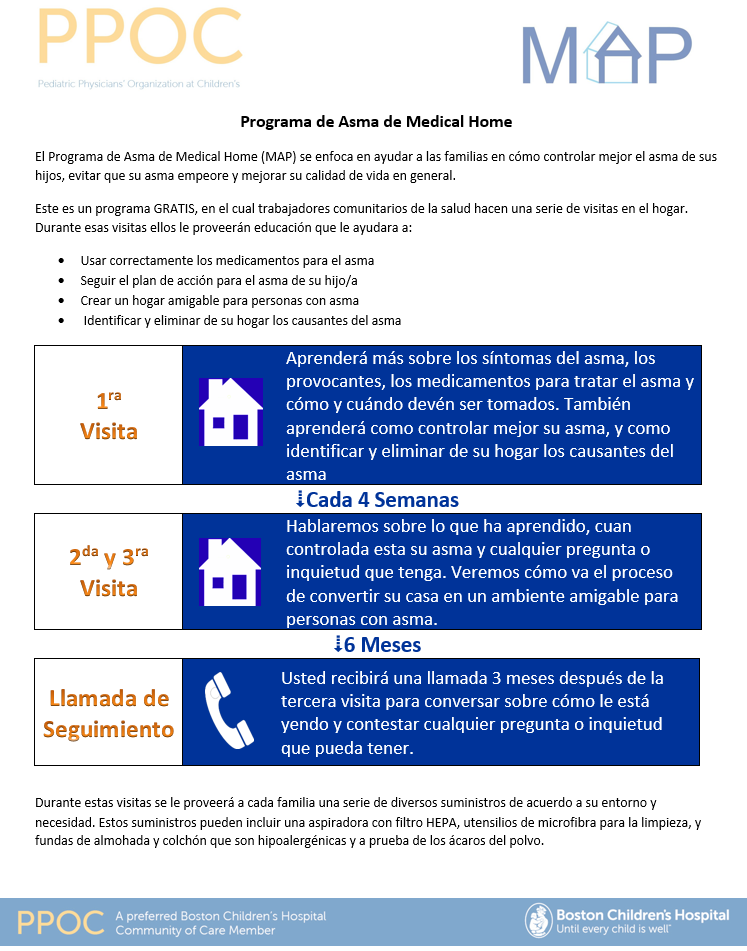 PPOC
Pediatric Physicians' Organization at Children's
MAP
Programa de Asma de Medical Home
El Programa de Asma de Medical Home (MAP) se enfoca en ayudar a las familias en cómo controlar mejor el asma de sus
hijos, evitar que su asma empeore y mejorar su calidad de vida en general.
Este es un programa GRATIS, en el cual trabajadores comunitarios de la salud hacen una serie de visitas en el hogar.
Durante esas visitas ellos le proveerán educación que le ayudara a:
• Usar correctamente los medicamentos para el asma
• Seguir el plan de acción para el asma de su hijo/a
• Crear un hogar amigable para personas con asma
• Identificar y eliminar de su hogar los causantes del asma
1ra
Visita
Aprenderá más sobre los síntomas del asma, los
provocantes, los medicamentos para tratar el asma y
cómo y cuándo devén ser tomados. También
aprenderá como controlar mejor su asma, y como
identificar y eliminar de su hogar los causantes del
asma
⇣Cada 4 Semanas
2da y 3ra
Visita
Hablaremos sobre lo que ha aprendido, cuan
controlada esta su asma y cualquier pregunta o
inquietud que tenga. Veremos cómo va el proceso
de convertir su casa en un ambiente amigable para
personas con asma.
⇣6 Meses
Llamada de
Seguimiento
Usted recibirá una llamada 3 meses después de la
tercera visita para conversar sobre cómo le está
yendo y contestar cualquier pregunta o inquietud
que pueda tener.
Durante estas visitas se le proveerá a cada familia una serie de diversos suministros de acuerdo a su entorno y
necesidad. Estos suministros pueden incluir una aspiradora con filtro HEPA, utensilios de microfibra para la limpieza, y
fundas de almohada y colchón que son hipoalergénicas y a prueba de los ácaros del polvo.
PPOC
A preferred Boston Children's Hospital
Community of Care Member
Boston Children's Hospital
Until every child is well™